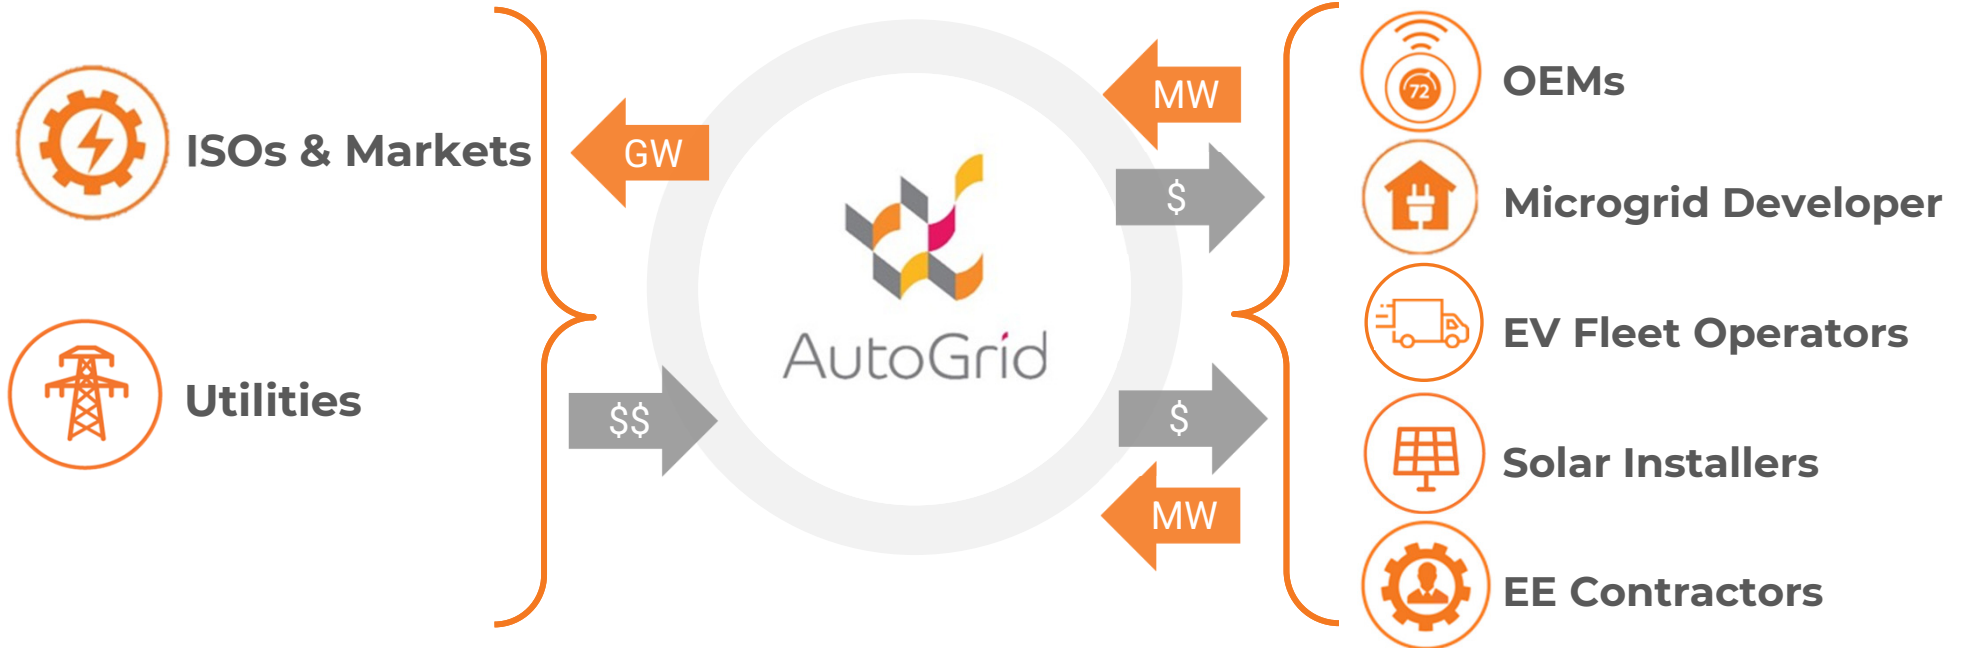 ISOs & Markets
Utilities
GW
$$
AutoGrid
MW
$
$
MW
72
OEMs
Microgrid Developer
EV Fleet Operators
Solar Installers
EE Contractors